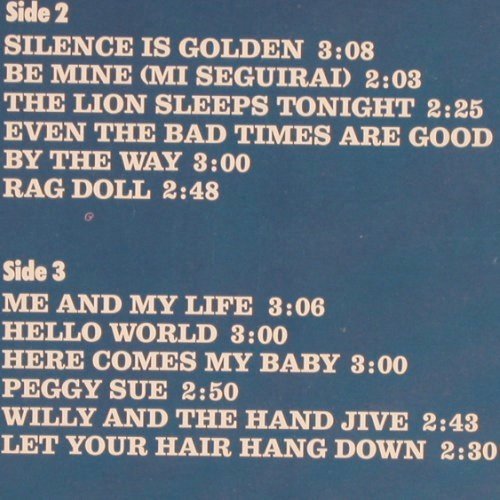 Side 2
SILENCE IS GOLDEN 3:08
BE MINE (MI SEGUIRAI) 2:03
THE LION SLEEPS TONIGHT 2:25
EVEN THE BAD TIMES ARE GOOD
BY THE WAY 3:00
RAG DOLL 2:48
Side 3
ME AND MY LIFE 3:06
HELLO WORLD 3:00
HERE COMES MY BABY 3:00
PEGGY SUE 2:50
WILLY AND THE HAND JIVE 2:43
LET YOUR HAIR HANG DOWN 2:30